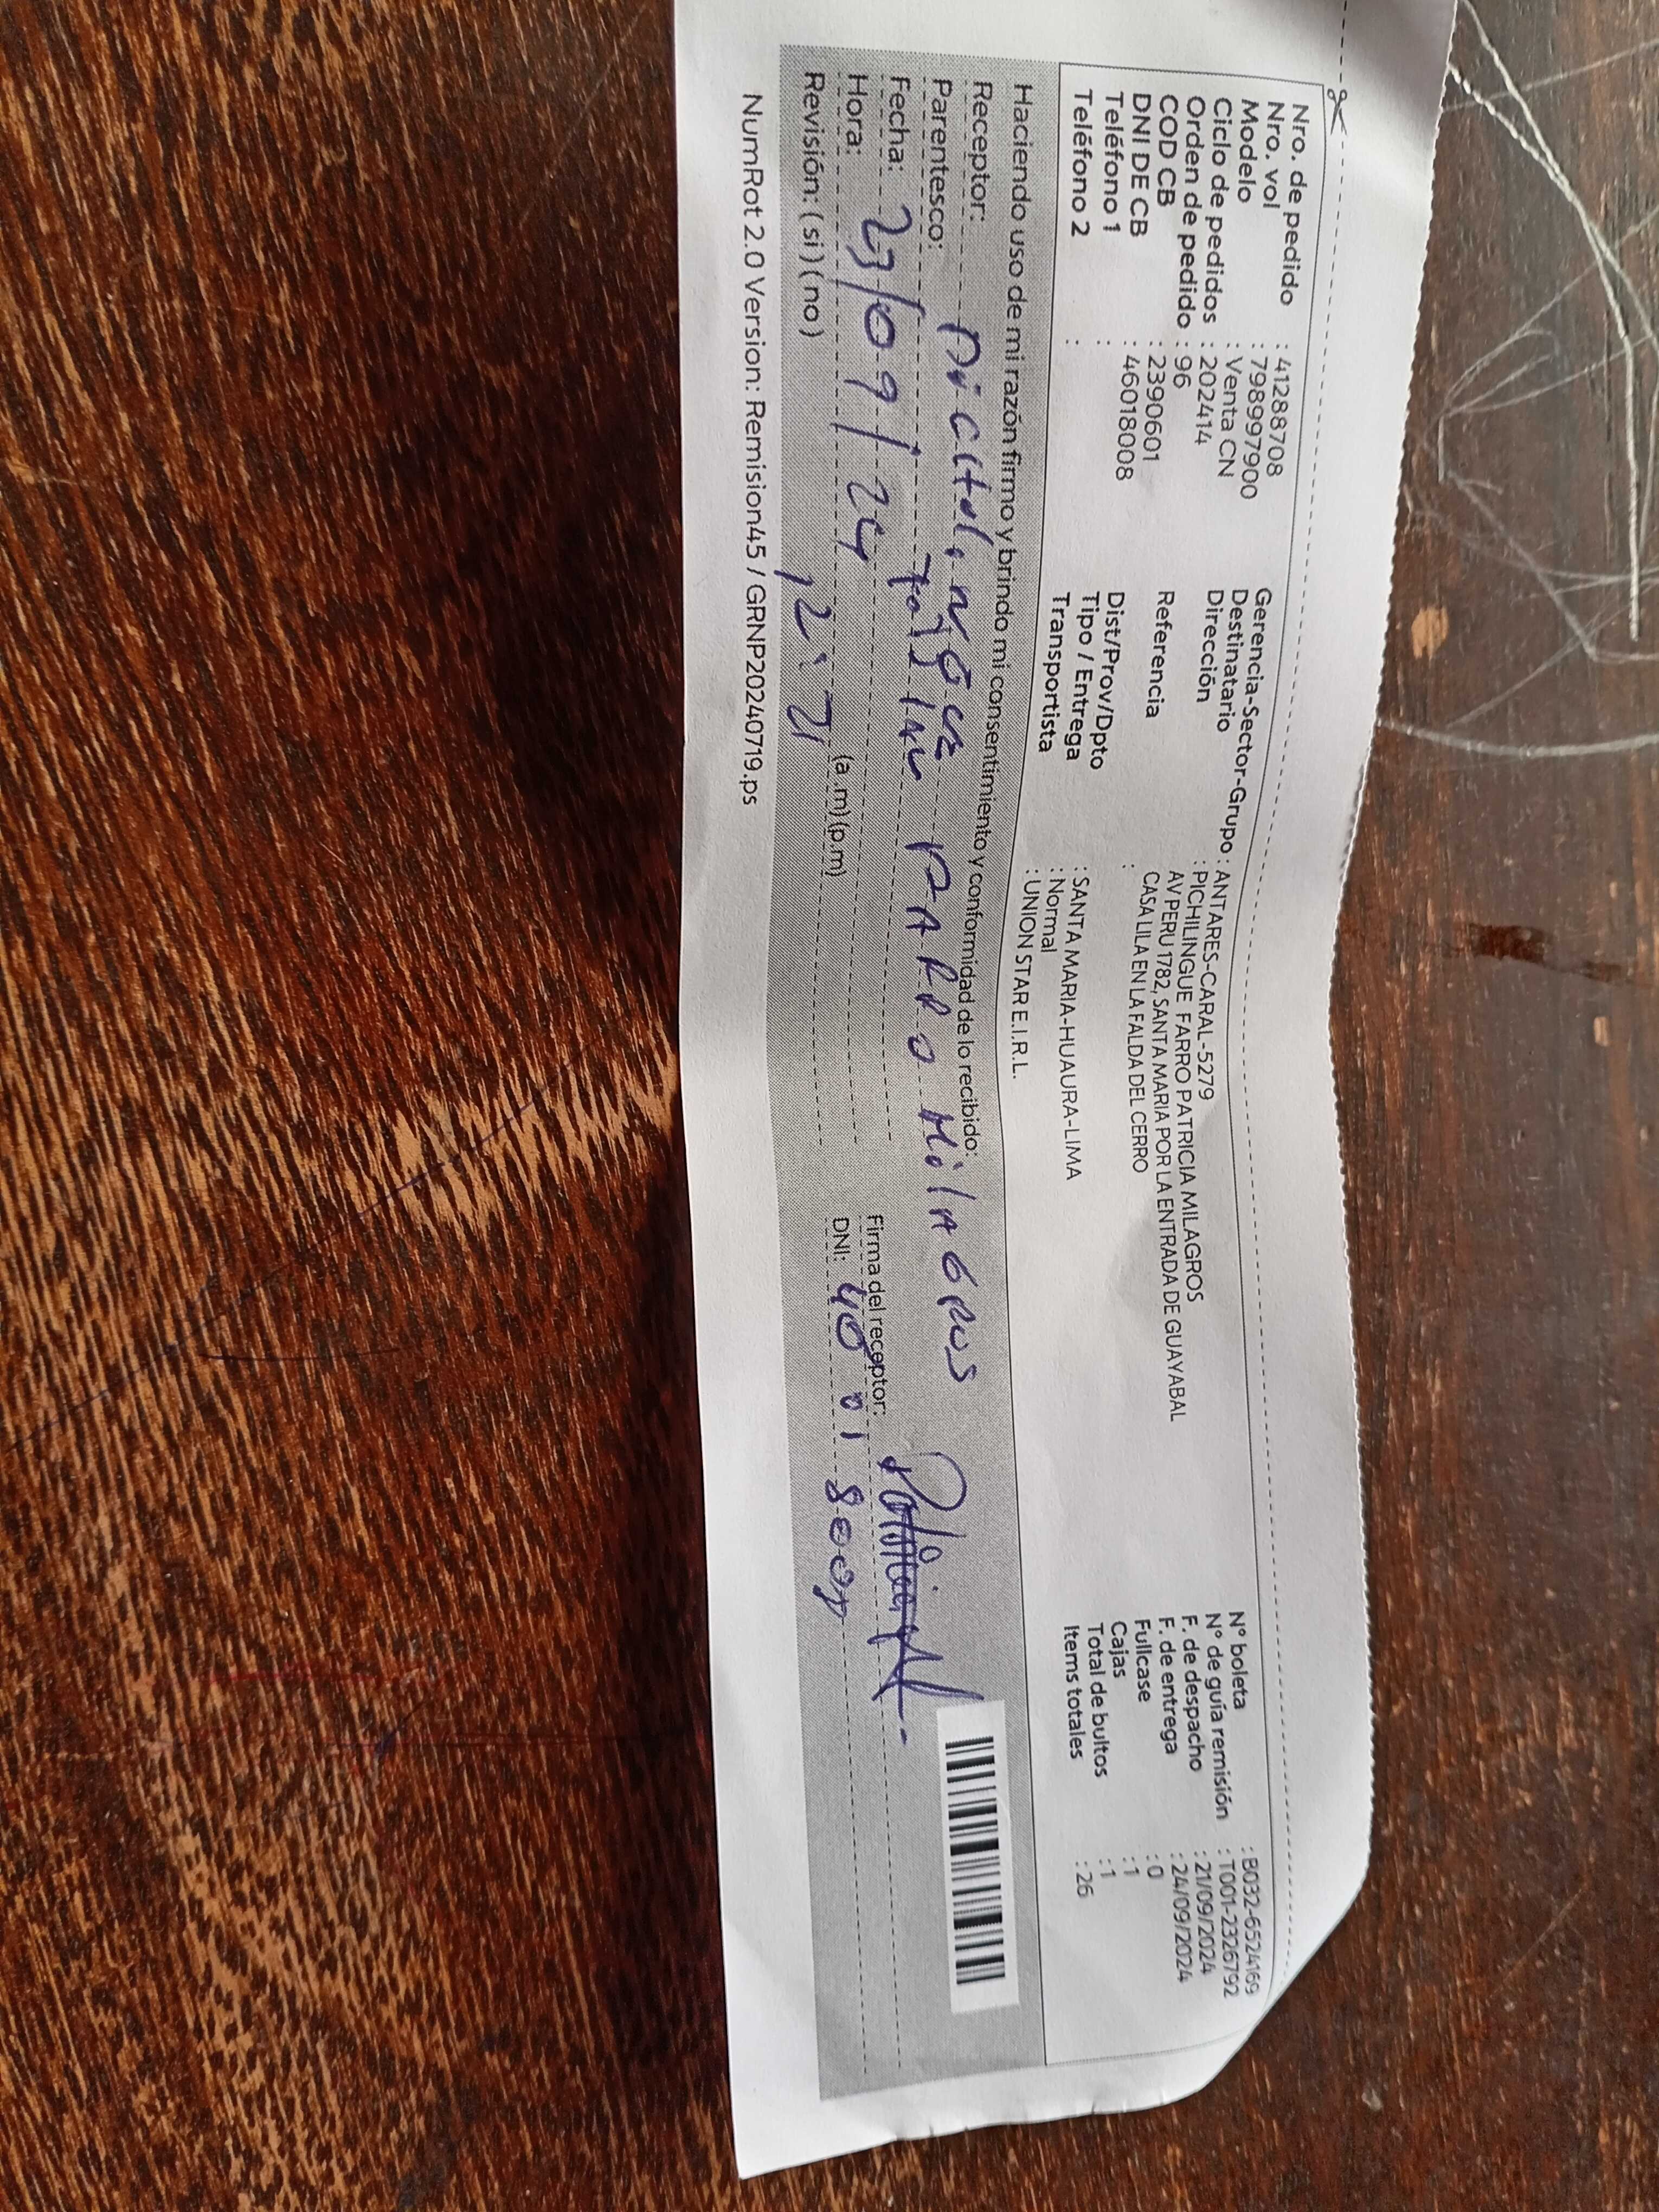 Nro. de pedido : 41288708
Nro. vol : 798997900
Modelo : Venta CN
Ciclo de pedidos : 202414
Orden de pedido : 96
COD CB : 2390601
DNI DE CB : 46018008
Teléfono 1 :
Teléfono 2 :
Gerencia-Sector-Grupo : ANTARES-CARAL-5279
Destinatario : PICHILINGUE FARRO PATRICIA MILAGROS
Dirección AV PERU 1782, SANTA MARIA POR LA ENTRADA DE GUAYABAL
CASA LILA EN LA FALDA DEL CERRO
Referencia :
Dist/Prov/Dpto : SANTA MARIA-HUAURA-LIMA
Tipo / Entrega : Normal
Transportista : UNION STAR E.I.R.L.
N° boleta : B032-6524169
N° de guía remisión : T001-2326792
F. de despacho : 21/09/2024
F. de entrega : 24/09/2024
Fullcase : 0
Cajas : 1
Total de bultos : 1
Items totales : 26
Haciendo uso de mi razón firmo y brindo mi consentimiento y conformidad de lo recibido:
Receptor: FARRO MilAGROS
Parentesco:
Fecha: 23/09/24
Hora: (a.m) (p.m)
Revisión: ( si ) ( no )
Firma del receptor:
DNI:
NumRot 2.0 Version: Remision45 / GRNP20240719.ps